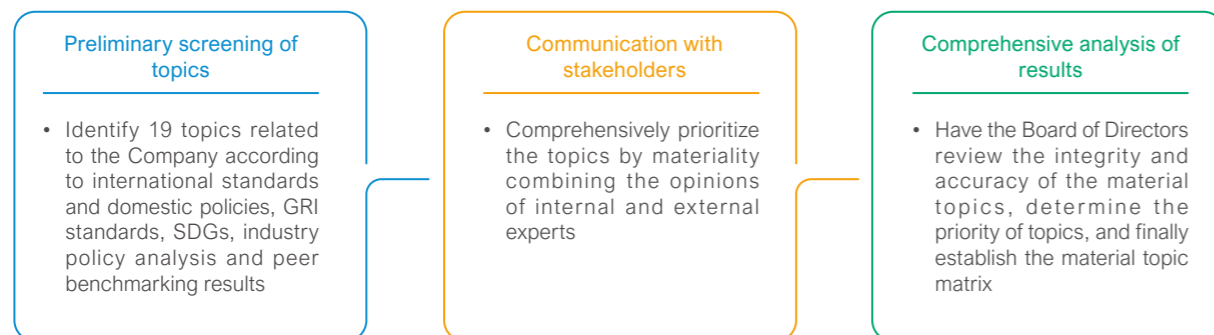 Preliminary screening of
topics
• Identify 19 topics related
to the Company according
to international standards
and domestic policies, GRI
standards, SDGs, industry
policy analysis and peer
benchmarking results
Communication with
stakeholders
• Comprehensively prioritize
the topics by materiality
combining the opinions
of internal and external
experts
Comprehensive analysis of
results
• Have the Board of Directors
review the integrity and
accuracy of the material
topics, determine the
priority of topics, and finally
establish the material topic
matrix